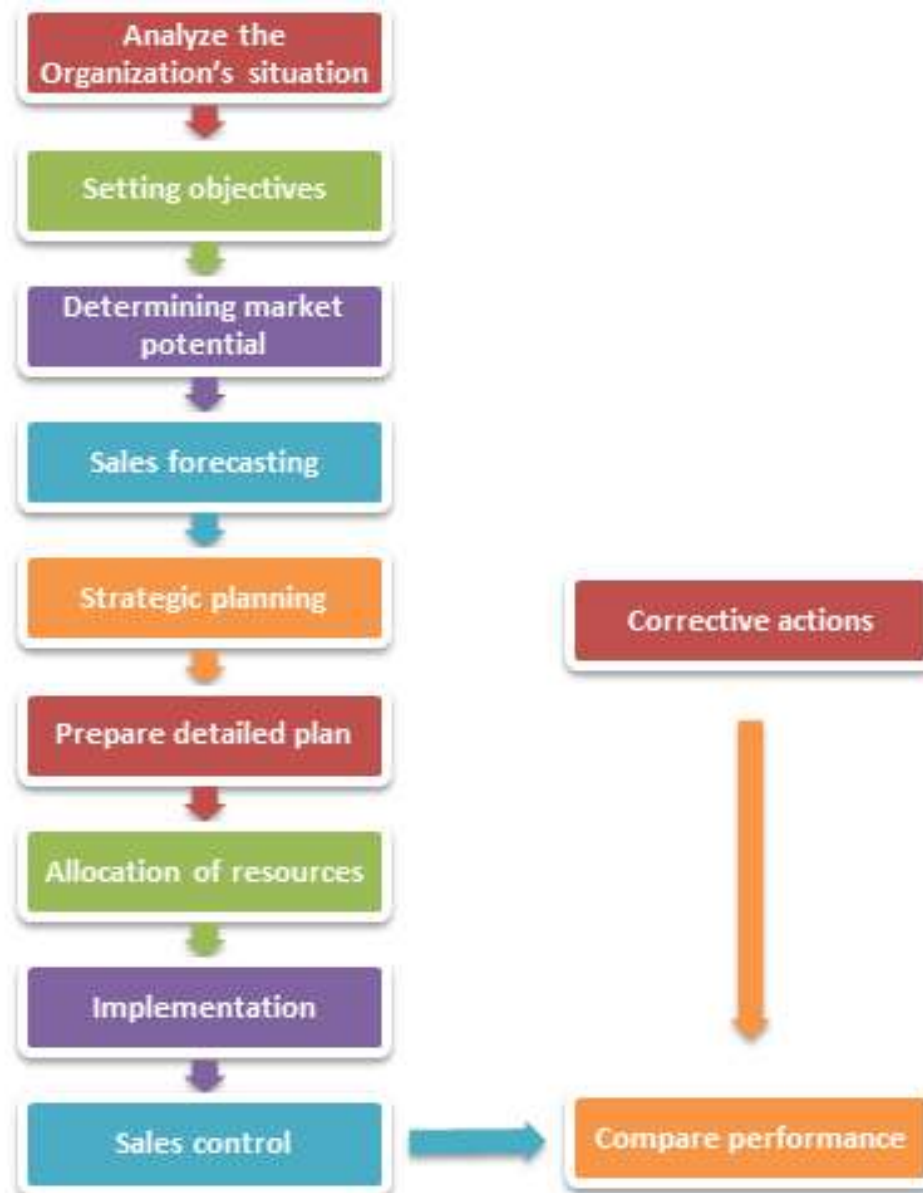 Analyze the
Organization's situation
Setting objectives
Determining market
potential
Sales forecasting
Strategic planning
Prepare detailed plan
Allocation of resources
Implementation
Sales control
Corrective actions
Compare performance